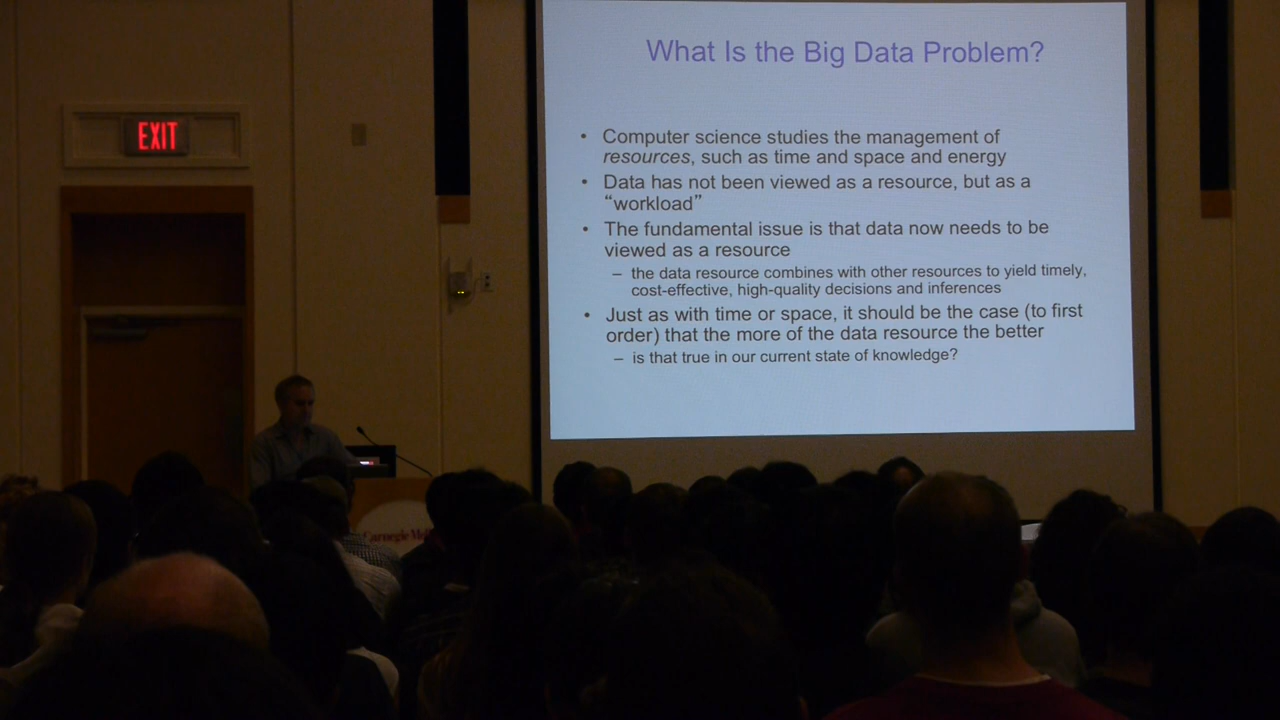 What Is the Big Data Problem?
EXIT
• Computer science studies the management of
resources, such as time and space and energy
• Data has not been viewed as a resource, but as a
“workload”
• The fundamental issue is that data now needs to be
viewed as a resource
– the data resource combines with other resources to yield timely,
cost-effective, high-quality decisions and inferences
• Just as with time or space, it should be the case (to first
order) that the more of the data resource the better
– is that true in our current state of knowledge?
Carnegie